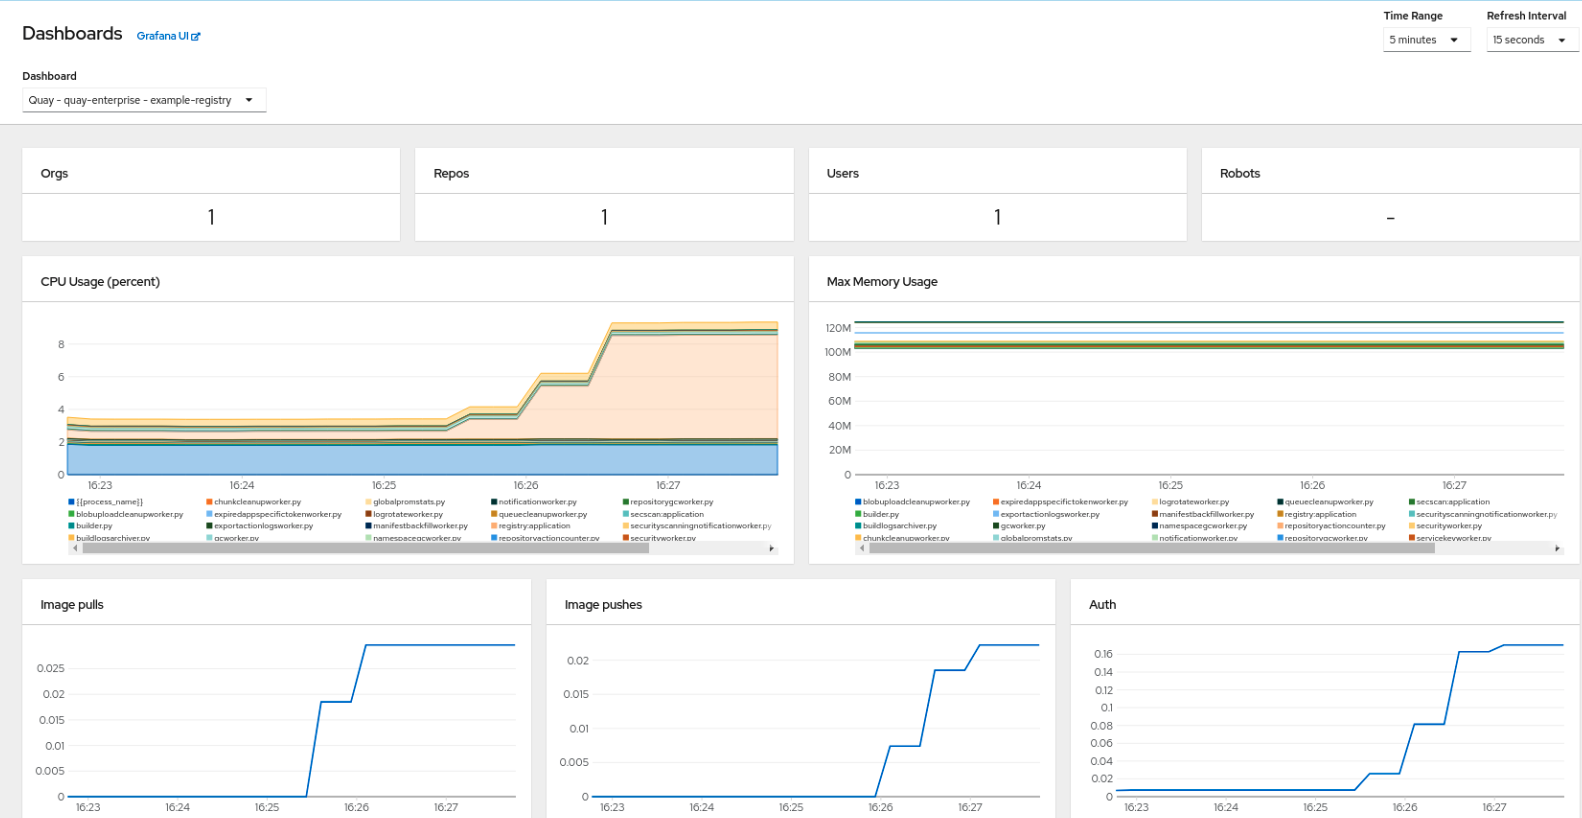 Time Range
Refresh Interval
Dashboards
Grafana UI
5 minutes
15 seconds
Dashboard
Quay - quay-enterprise - example-registry
Orgs
Repos
Users
Robots
1
1
1
-
CPU Usage (percent)
Max Memory Usage
8
6
4
2
0
16:23 16:24 16:25 16:26 16:27
{{process_name}} chunkcleanupworker.py globalpromstats.py notificationworker.py repositorygcworker.py
blobuploadcleanupworker.py expiredappspecifictokenworker.py logrotateworker.py queuecleanupworker.py secscan:application
builder.py exportactionlogsworker.py manifestbackfillworker.py registry:application securityscanningnotificationworker.py
buildlogsarchiver.py gcworker.py namespacegcworker.py repositoryactioncounter.py securityworker.py
120M
100M
80M
60M
40M
20M
0
16:23 16:24 16:25 16:26 16:27
blobuploadcleanupworker.py expiredappspecifictokenworker.py logrotateworker.py queuecleanupworker.py secscan:application
builder.py exportactionlogsworker.py manifestbackfillworker.py registry:application securityscanningnotificationworker.py
buildlogsarchiver.py gcworker.py namespacegcworker.py repositoryactioncounter.py securityworker.py
chunkcleanupworker.py globalpromstats.py notificationworker.py repositorygcworker.py servicekeyworker.py
Image pulls
0.025
0.02
0.015
0.01
0.005
0
16:23 16:24 16:25 16:26 16:27
Image pushes
0.02
0.015
0.01
0.005
0
16:23 16:24 16:25 16:26 16:27
Auth
0.16
0.14
0.12
0.1
0.08
0.06
0.04
0.02
0
16:23 16:24 16:25 16:26 16:27